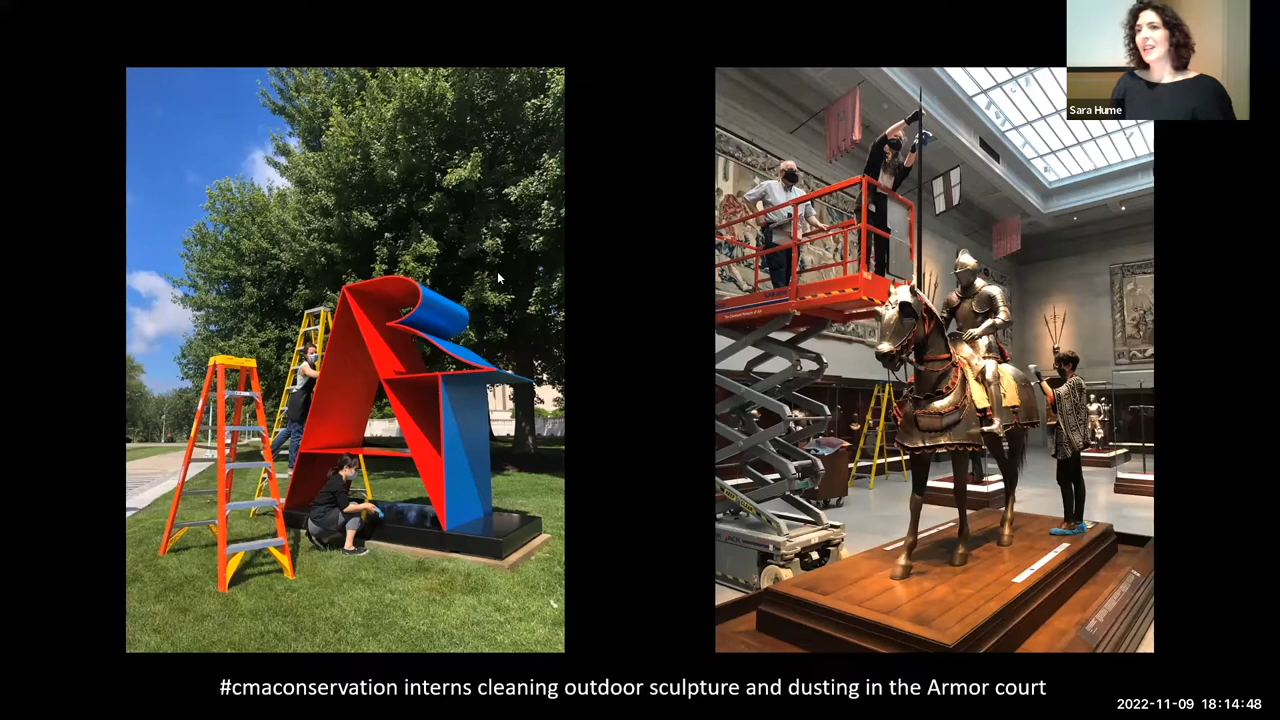 Sara Hume
#cmaconservation interns cleaning outdoor sculpture and dusting in the Armor court
2022-11-09 18:14:48